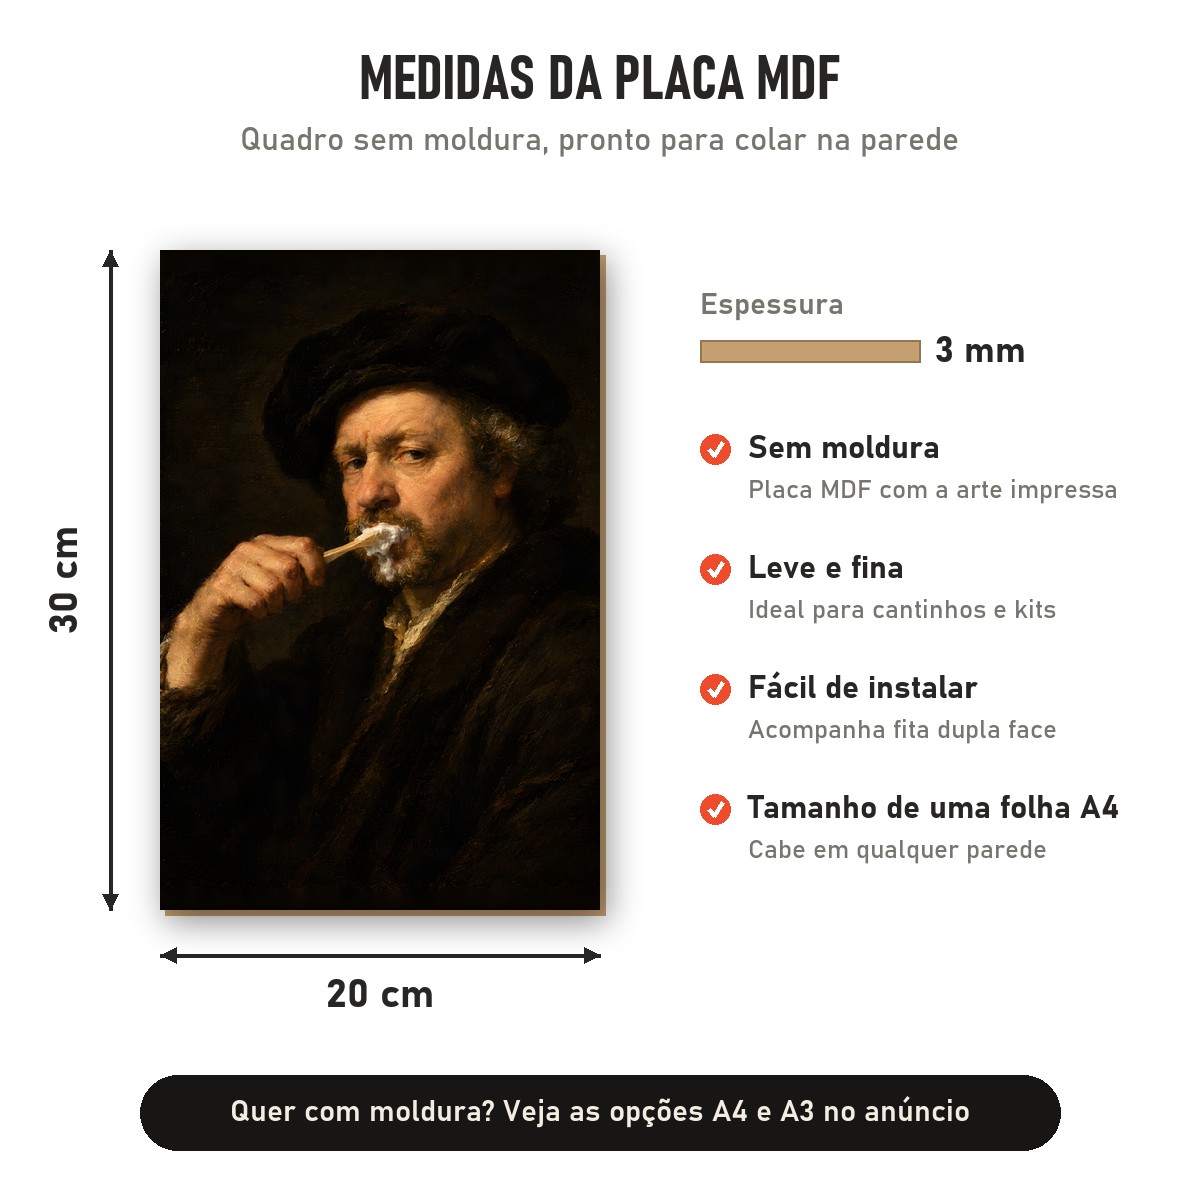 MEDIDAS DA PLACA MDF
Quadro sem moldura, pronto para colar na parede
30 cm
20 cm
Espessura
3 mm
Sem moldura
Placa MDF com a arte impressa
Leve e fina
Ideal para cantinhos e kits
Fácil de instalar
Acompanha fita dupla face
Tamanho de uma folha A4
Cabe em qualquer parede
Quer com moldura? Veja as opções A4 e A3 no anúncio